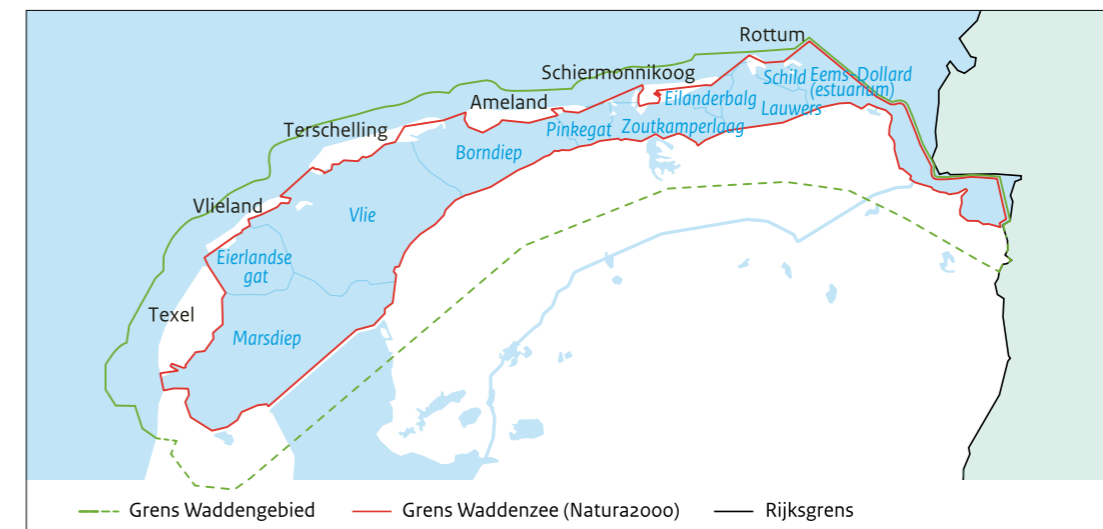 Rottum
Schiermonnikoog
Schild
Eems-Dollard
(estuarium)
Ameland
Eilanderbalg
Lauwers
Terschelling
Pinkegat
Zoutkamperlaag
Borndiep
Vlieland
Vlie
Eierlandse
gat
Texel
Marsdiep
Grens Waddengebied
Grens Waddenzee (Natura2000)
Rijksgrens